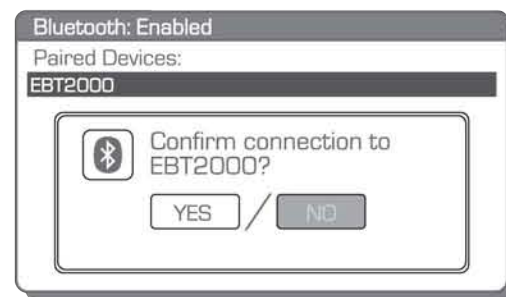 Bluetooth: Enabled
Paired Devices:
EBT2000
Confirm connection to
EBT2000?
YES / NO